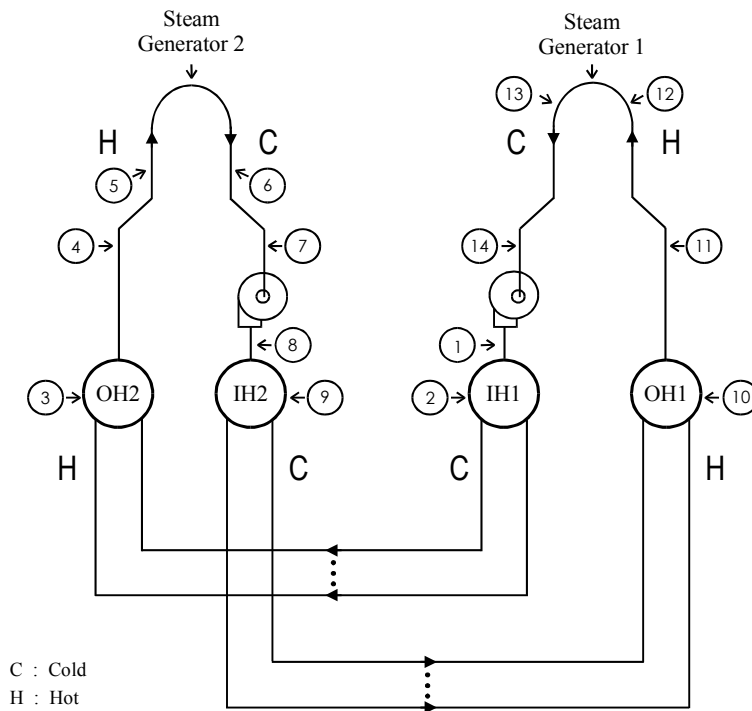 Steam
Generator 2
Steam
Generator 1
13
12
H
C
C
H
5
6
4
7
14
11
8
1
3
OH2
IH2
9
2
IH1
OH1
10
H
C
C
H
C : Cold
H : Hot